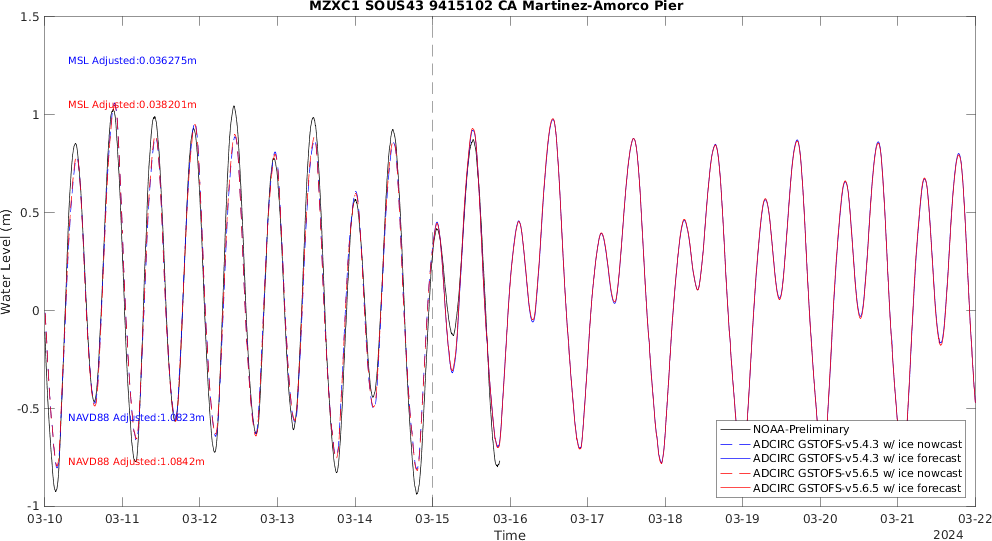 MZXC1 SOUS43 9415102 CA Martinez-Amorco Pier
1.5
MSL Adjusted:0.036275m
MSL Adjusted:0.038201m
1
0.5
Water Level (m)
0
-0.5
NAVD88 Adjusted:1.0823m
NAVD88 Adjusted:1.0842m
-1
NOAA-Preliminary
ADCIRC GSTOFS-v5.4.3 w/ ice nowcast
ADCIRC GSTOFS-v5.4.3 w/ ice forecast
ADCIRC GSTOFS-v5.6.5 w/ ice nowcast
ADCIRC GSTOFS-v5.6.5 w/ ice forecast
03-10 03-11 03-12 03-13 03-14 03-15 03-16 03-17 03-18 03-19 03-20 03-21 03-22
Time
2024